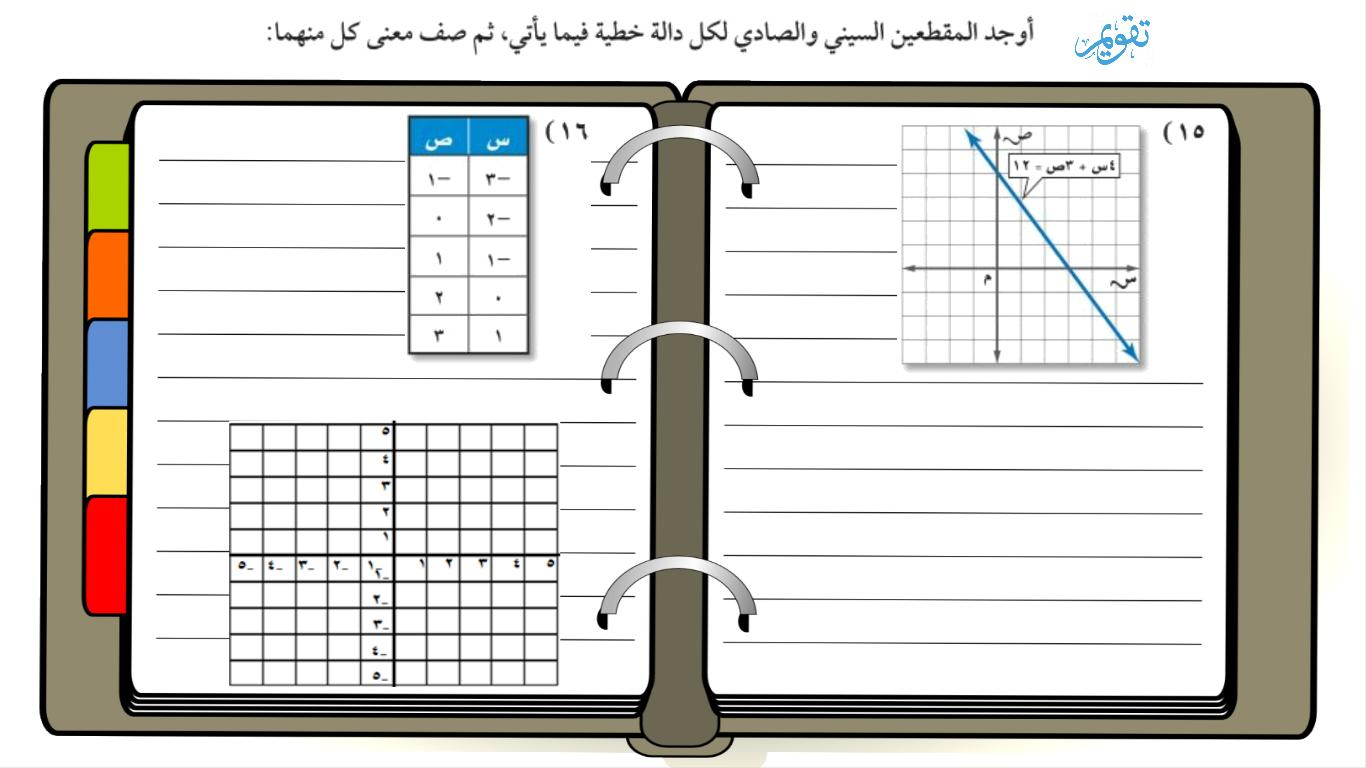 تقويم
أوجد المقطعين السيني والصادي لكل دالة خطية فيما يأتي، ثم صف معنى كل منهما:
١٥)
ص
٤س + ٣ص = ١٢
م
س
١٦)
س ص
−٣ −١
−٢ ٠
−١ ١
٠ ٢
١ ٣
٥
٤
٣
٢
١
−٥ −٤ −٣ −٢ −١ ١ ٢ ٣ ٤ ٥
−٢
−٢
−٣
−٤
−٥